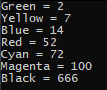 Green = 2
Yellow = 7
Blue = 14
Red = 52
Cyan = 72
Magenta = 100
Black = 666